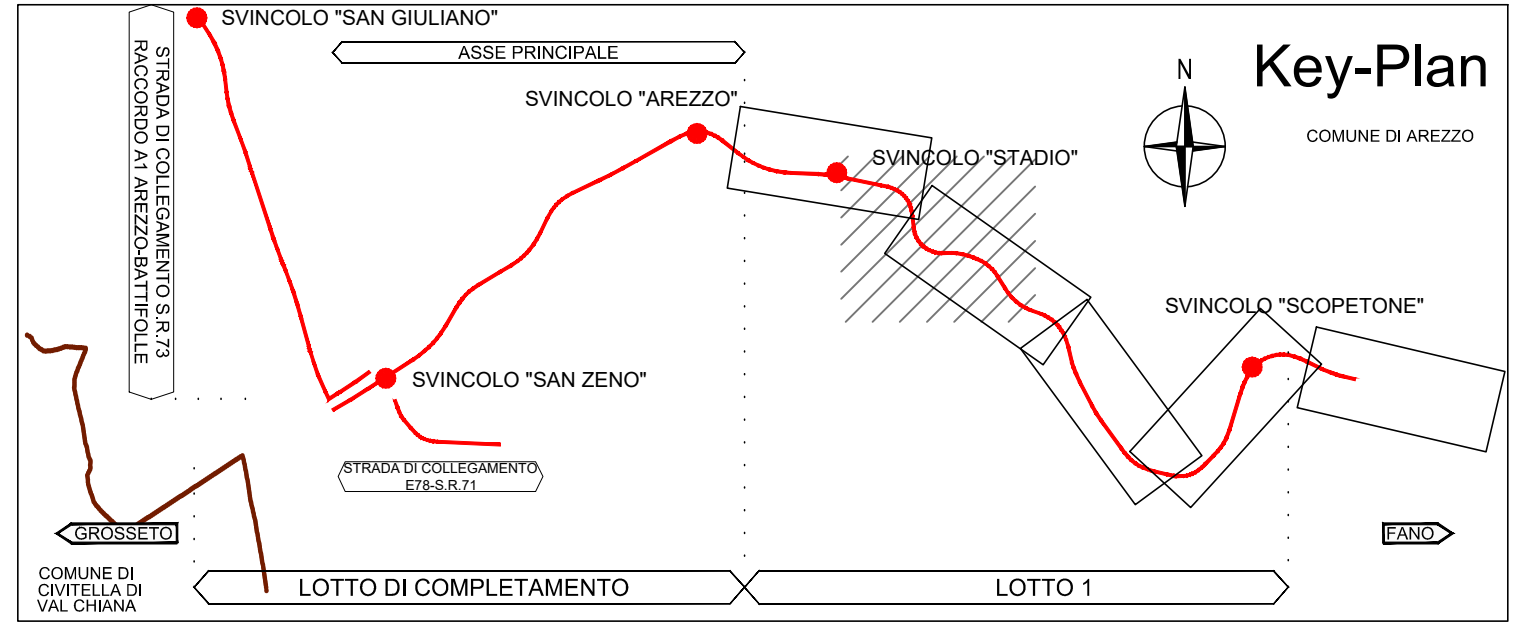 SVINCOLO "SAN GIULIANO"
STRADA DI COLLEGAMENTO S.R.73
RACCORDO A1 AREZZO-BATTIFOLLE
ASSE PRINCIPALE
Key-Plan
N
SVINCOLO "AREZZO"
COMUNE DI AREZZO
SVINCOLO "STADIO"
SVINCOLO "SCOPETONE"
SVINCOLO "SAN ZENO"
STRADA DI COLLEGAMENTO
E78-S.R.71
GROSSETO
FANO
COMUNE DI
CIVITELLA DI
VAL CHIANA
LOTTO DI COMPLETAMENTO
LOTTO 1